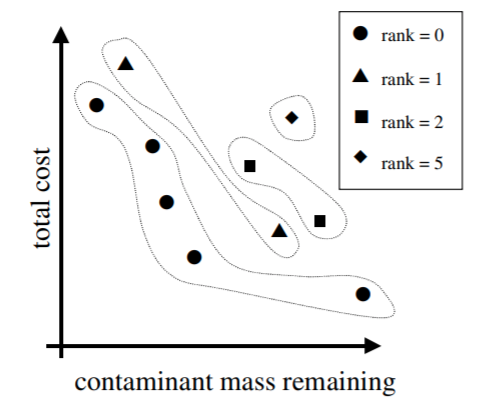 rank = 0
rank = 1
rank = 2
rank = 5
total cost
contaminant mass remaining